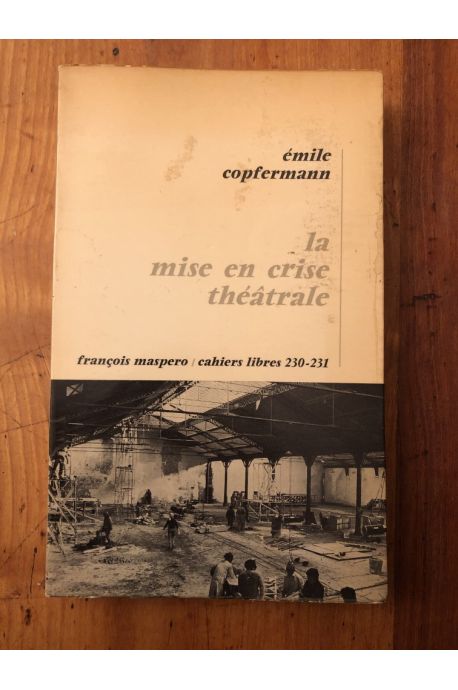 émile
copfermann
la
mise en crise
théâtrale
françois maspero / cahiers libres 230-231